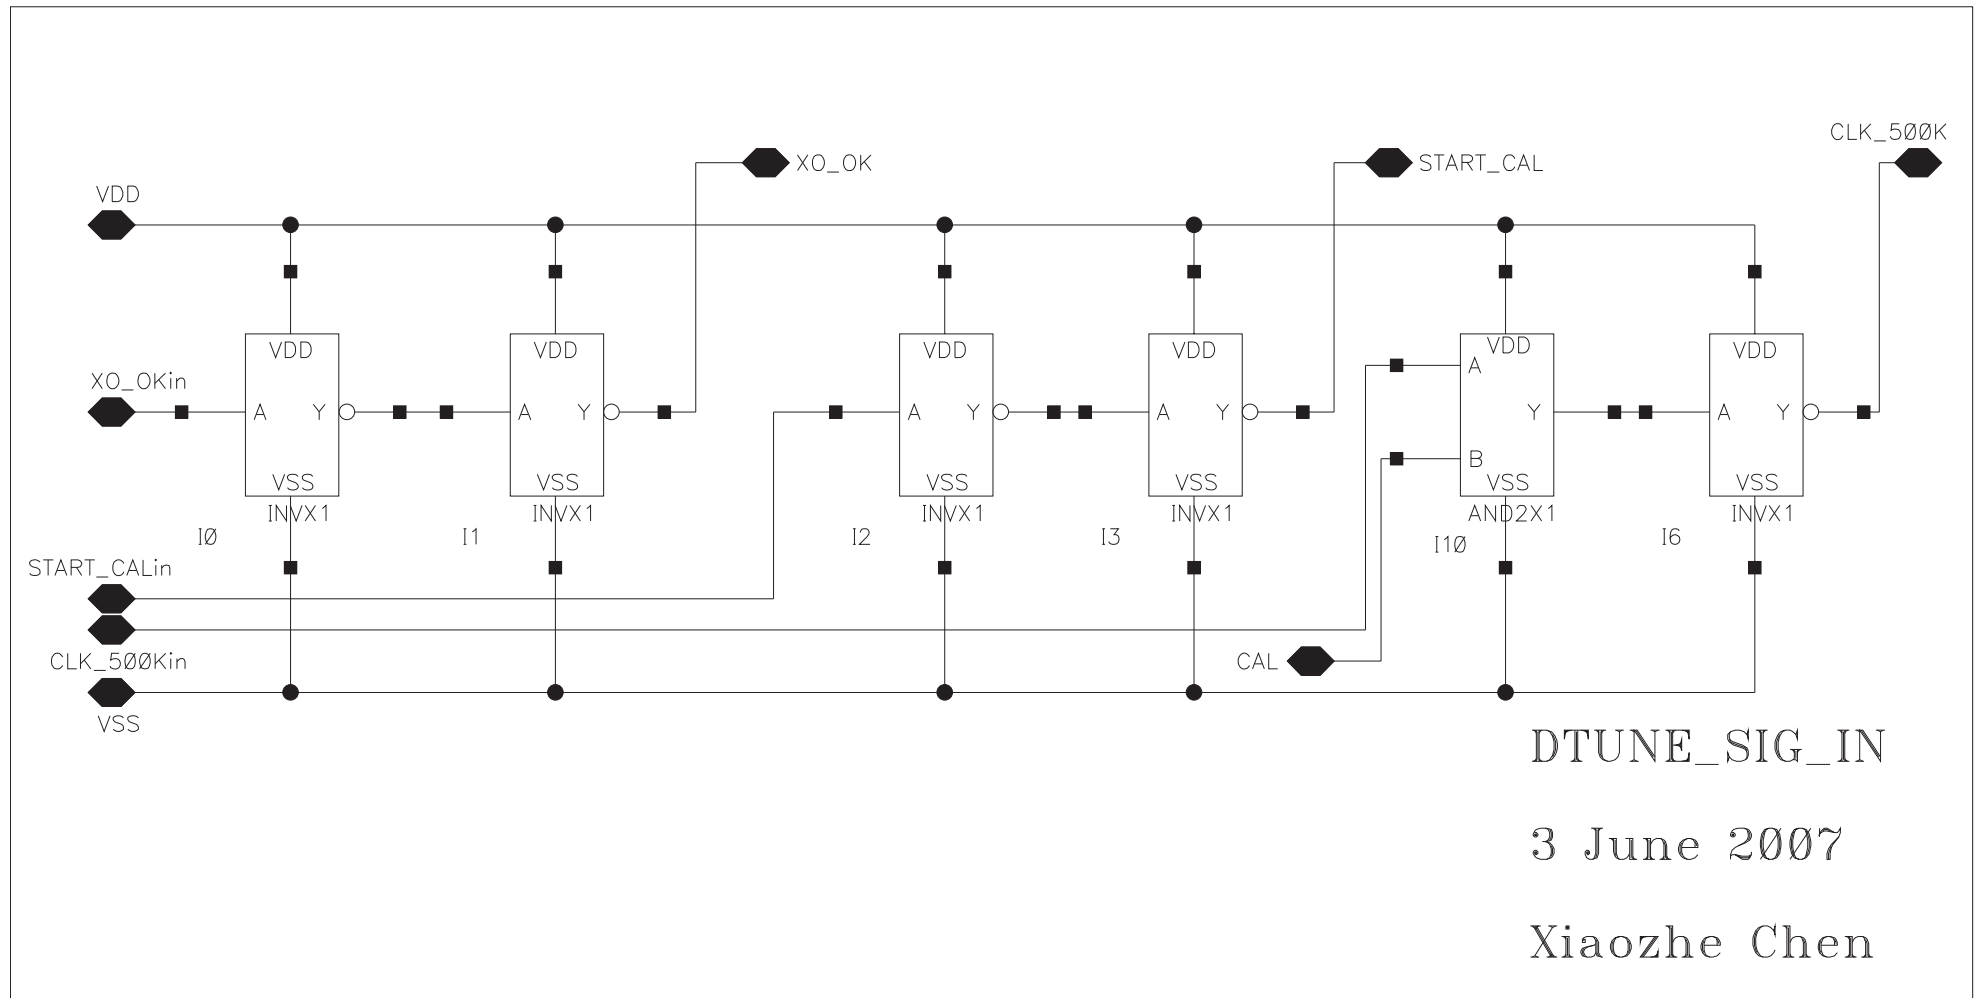 CLK_500K
XO_OK
START_CAL
VDD
VDD VDD VDD VDD VDD VDD
XO_OKin
A
A Y A Y A Y A Y Y A Y
B
VSS VSS VSS VSS VSS VSS
INVX1 INVX1 INVX1 INVX1 AND2X1 INVX1
I0 I1 I2 I3 I10 I6
START_CALin
CLK_500Kin
CAL
VSS
DTUNE_SIG_IN
3 June 2007
Xiaozhe Chen